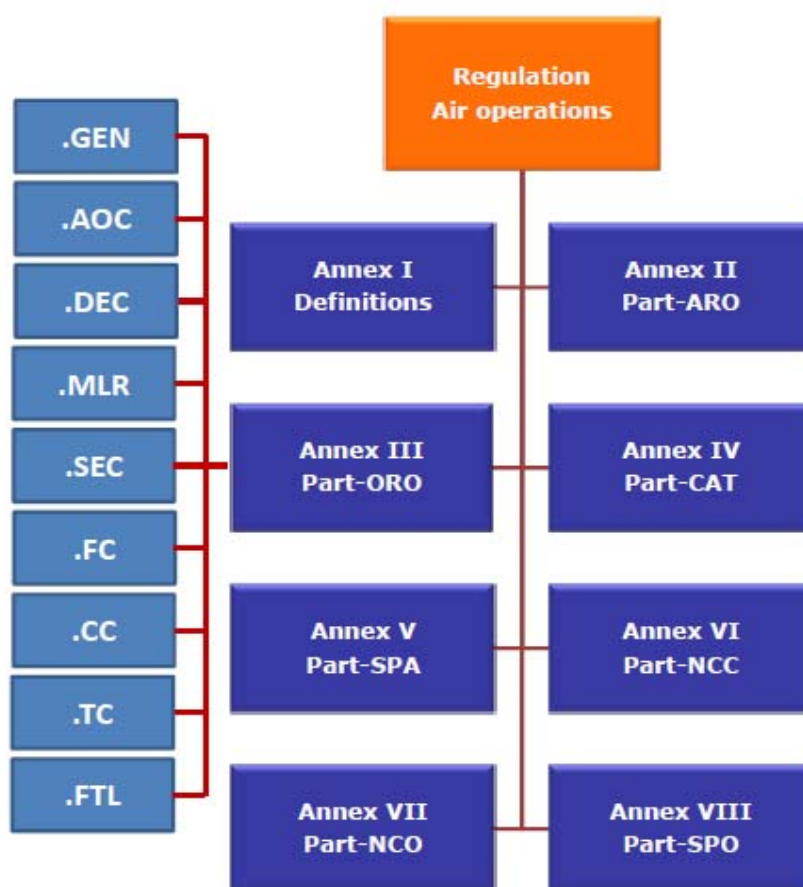 Regulation
Air operations
.GEN
.AOC
.DEC
.MLR
.SEC
.FC
.CC
.TC
.FTL
Annex I
Definitions
Annex II
Part-ARO
Annex III
Part-ORO
Annex IV
Part-CAT
Annex V
Part-SPA
Annex VI
Part-NCC
Annex VII
Part-NCO
Annex VIII
Part-SPO